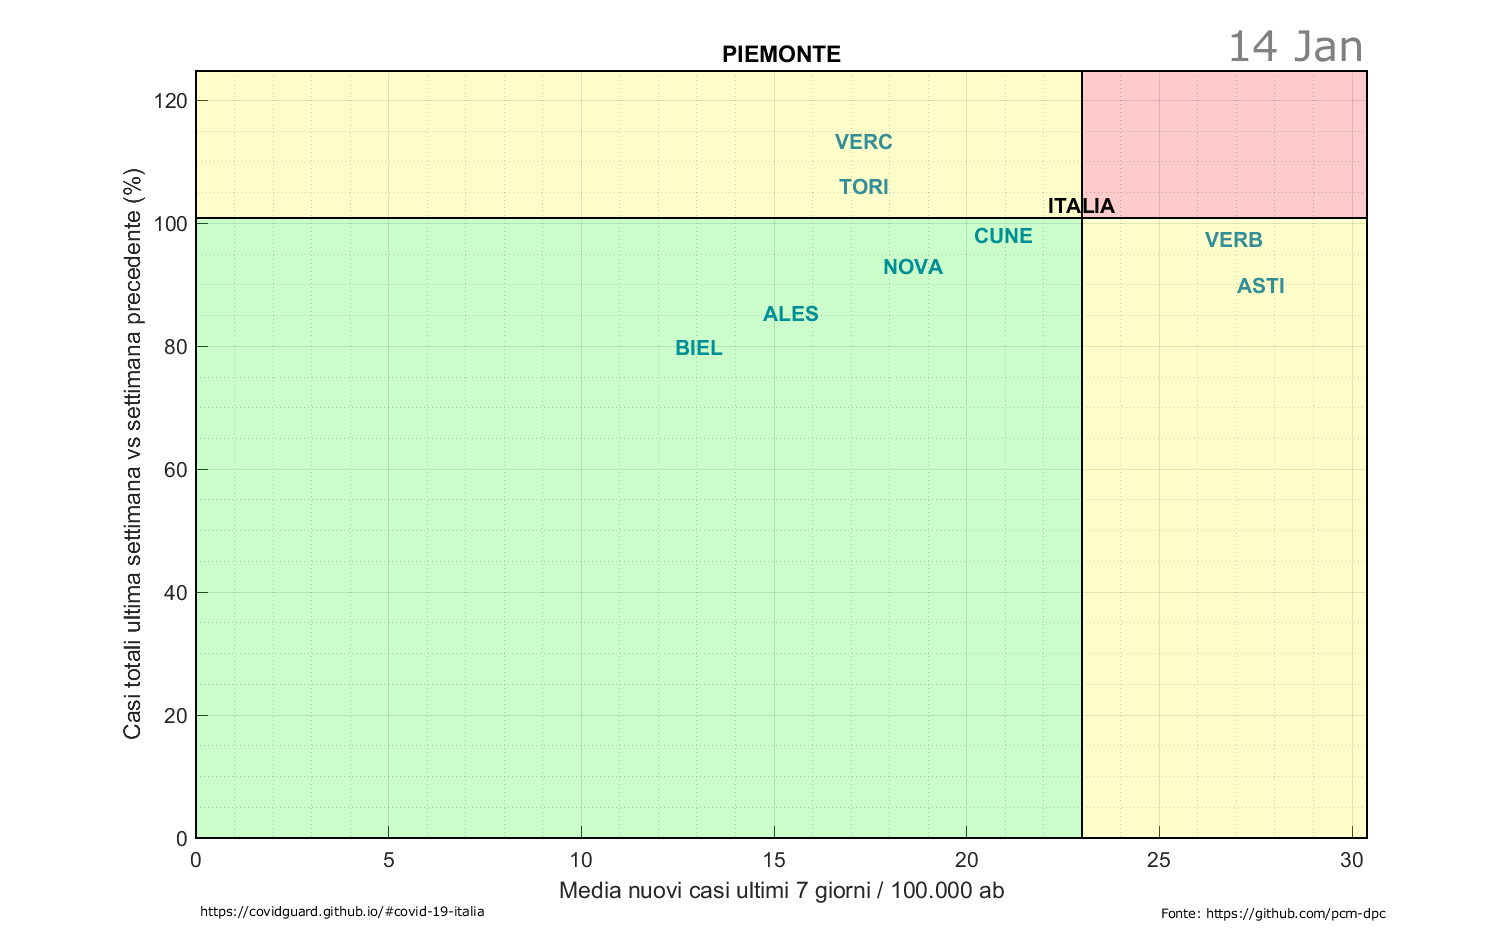 14 Jan
PIEMONTE
Casi totali ultima settimana vs settimana precedente (%)
120
100
80
60
40
20
0
VERC
TORI
ITALIA
CUNE
VERB
NOVA
ASTI
ALES
BIEL
0 5 10 15 20 25 30
Media nuovi casi ultimi 7 giorni / 100.000 ab
https://covidguard.github.io/#covid-19-italia
Fonte: https://github.com/pcm-dpc